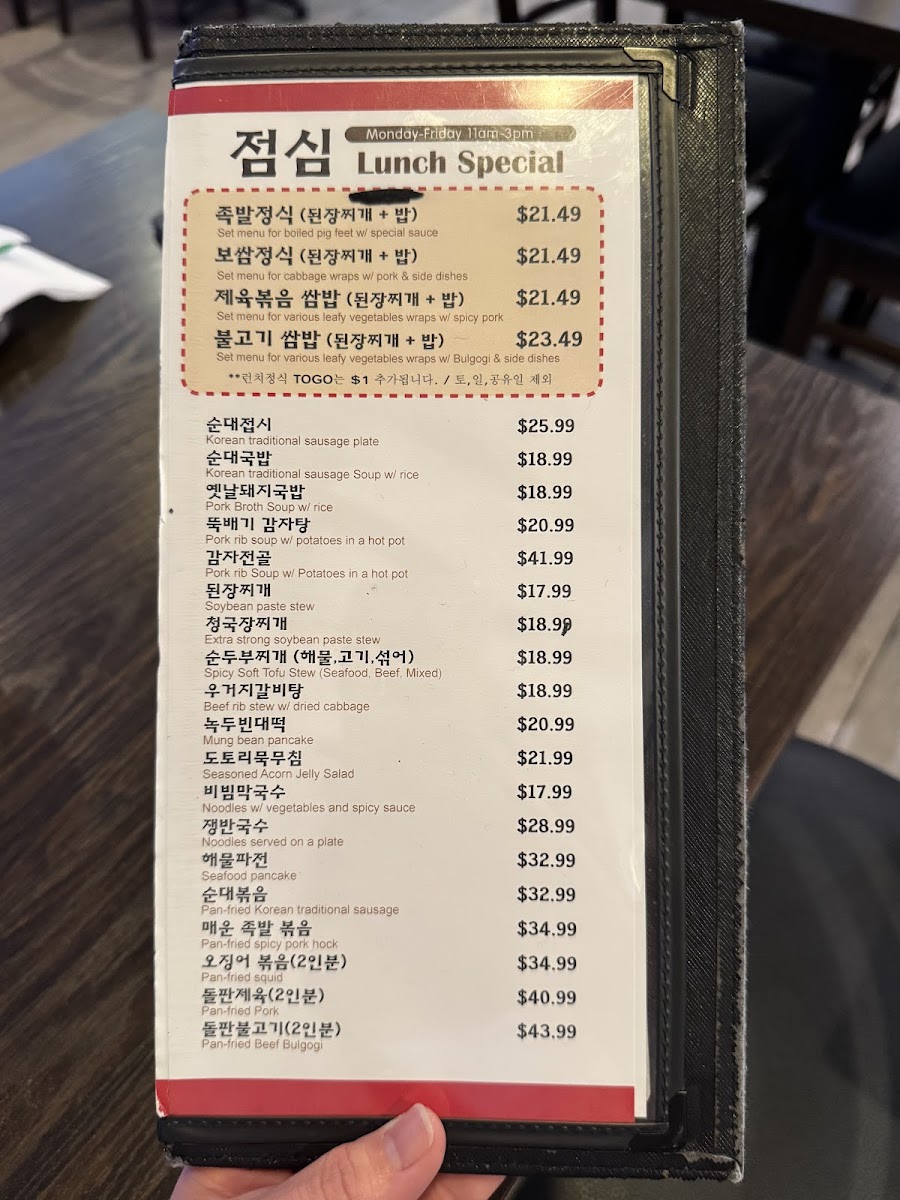 점심
Monday-Friday 11am-3pm
Lunch Special
족발정식 (된장찌개 + 밥) $21.49
Set menu for boiled pig feet w/ special sauce
보쌈정식 (된장찌개 + 밥) $21.49
Set menu for cabbage wraps w/ pork & side dishes
제육볶음 쌈밥 (된장찌개 + 밥) $21.49
Set menu for various leafy vegetables wraps w/ spicy pork
불고기 쌈밥 (된장찌개 + 밥) $23.49
Set menu for various leafy vegetables wraps w/ Bulgogi & side dishes
**런치정식 TOGO는 $1 추가됩니다. / 토,일,공유일 제외
순대접시 $25.99
Korean traditional sausage plate
순대국밥 $18.99
Korean traditional sausage Soup w/ rice
옛날돼지국밥 $18.99
Pork Broth Soup w/ rice
뚝배기 감자탕 $20.99
Pork rib soup w/ potatoes in a hot pot
감자전골 $41.99
Pork rib Soup w/ Potatoes in a hot pot
된장찌개 $17.99
Soybean paste stew
청국장찌개 $18.99
Extra strong soybean paste stew
순두부찌개 (해물,고기,섞어) $18.99
Spicy Soft Tofu Stew (Seafood, Beef, Mixed)
우거지갈비탕 $18.99
Beef rib stew w/ dried cabbage
녹두빈대떡 $20.99
Mung bean pancake
도토리묵무침 $21.99
Seasoned Acorn Jelly Salad
비빔막국수 $17.99
Noodles w/ vegetables and spicy sauce
쟁반국수 $28.99
Noodles served on a plate
해물파전 $32.99
Seafood pancake
순대볶음 $32.99
Pan-fried Korean traditional sausage
매운 족발 볶음 $34.99
Pan-fried spicy pork hock
오징어 볶음(2인분) $34.99
Pan-fried squid
돌판제육(2인분) $40.99
Pan-fried Pork
돌판불고기(2인분) $43.99
Pan-fried Beef Bulgogi